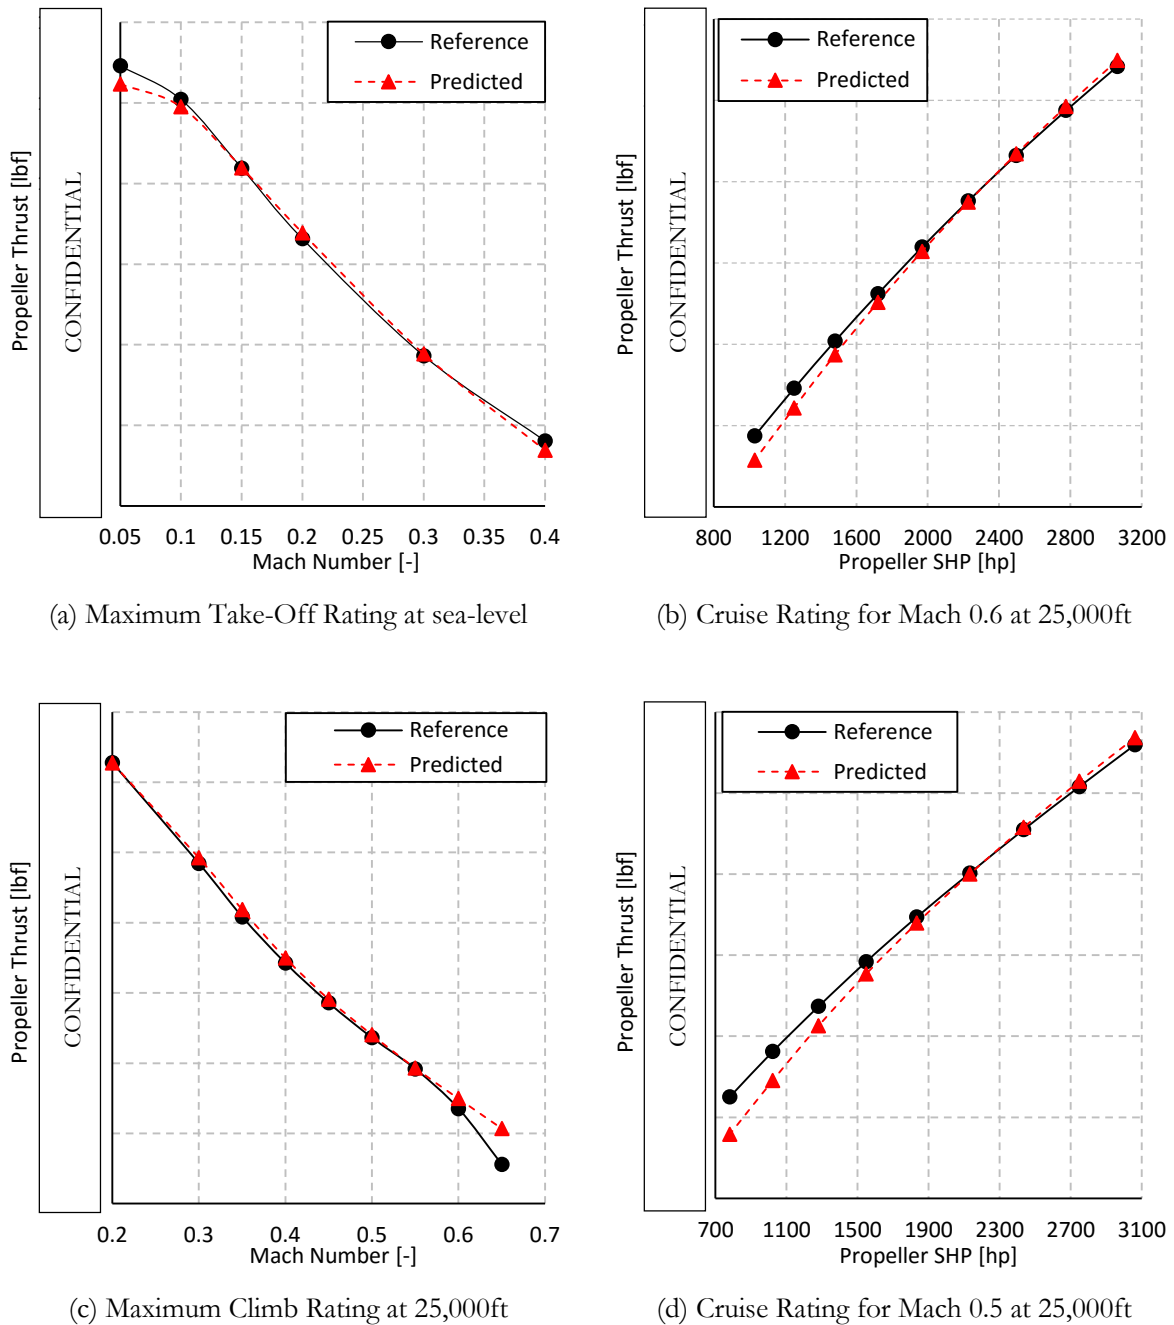 Reference
Predicted
Propeller Thrust [lbf]
CONFIDENTIAL
0.05 0.1 0.15 0.2 0.25 0.3 0.35 0.4
Mach Number [-]
(a) Maximum Take-Off Rating at sea-level
Reference
Predicted
Propeller Thrust [lbf]
CONFIDENTIAL
800 1200 1600 2000 2400 2800 3200
Propeller SHP [hp]
(b) Cruise Rating for Mach 0.6 at 25,000ft
Reference
Predicted
Propeller Thrust [lbf]
CONFIDENTIAL
0.2 0.3 0.4 0.5 0.6 0.7
Mach Number [-]
(c) Maximum Climb Rating at 25,000ft
Reference
Predicted
Propeller Thrust [lbf]
CONFIDENTIAL
700 1100 1500 1900 2300 2700 3100
Propeller SHP [hp]
(d) Cruise Rating for Mach 0.5 at 25,000ft